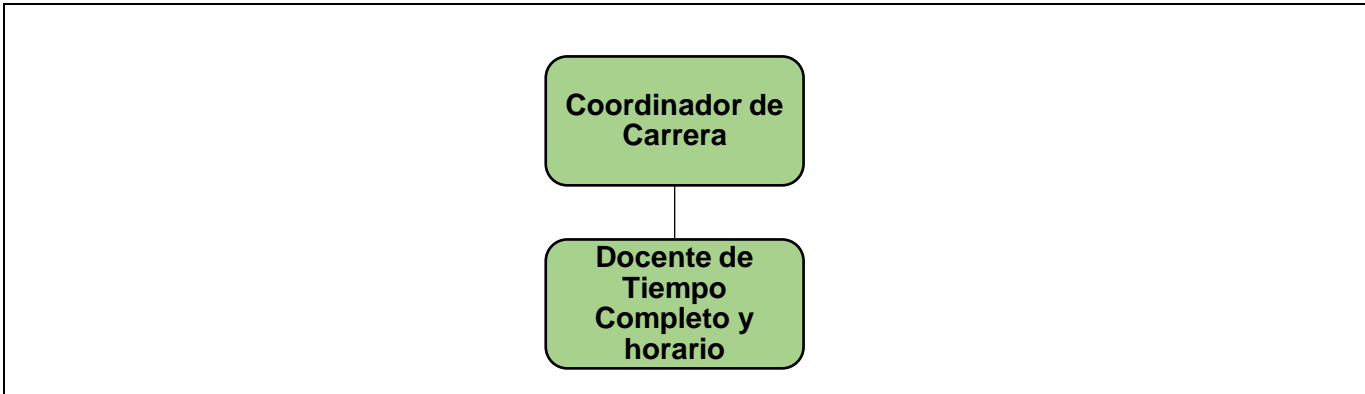 Coordinador de
Carrera
Docente de
Tiempo
Completo y
horario